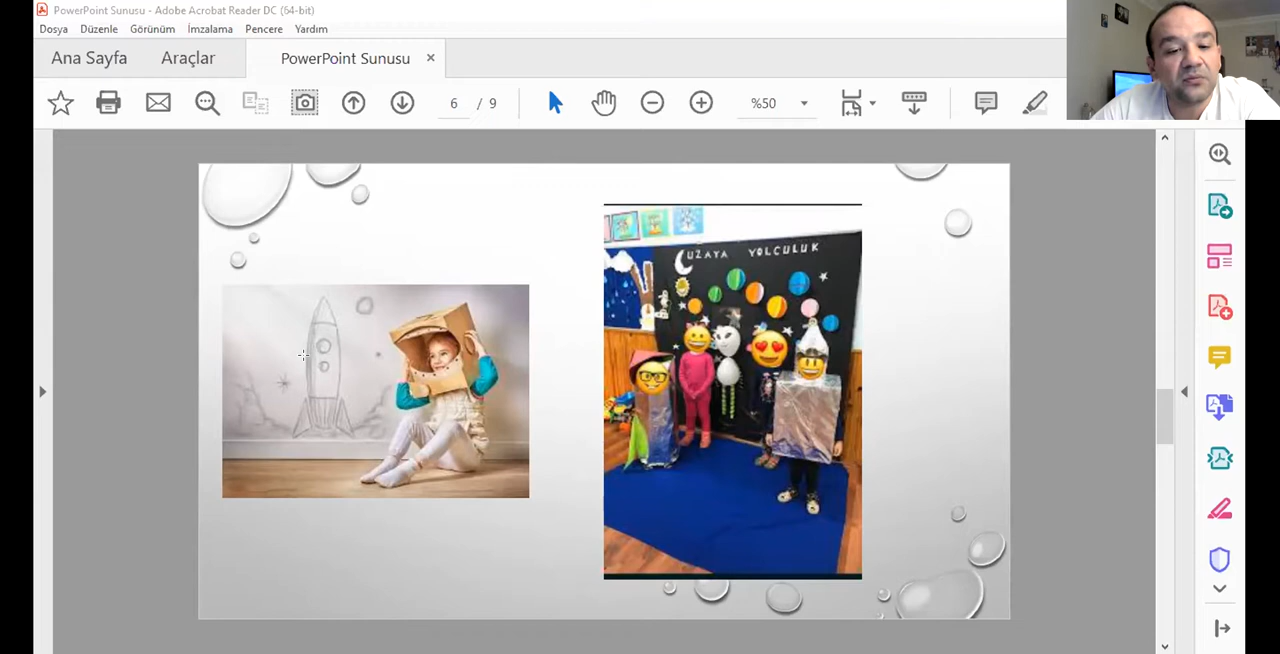 PowerPoint Sunusu - Adobe Acrobat Reader DC (64-bit)
Dosya Düzenle Görünüm İmzalama Pencere Yardım
Ana Sayfa Araçlar PowerPoint Sunusu ×
6 / 9 %50
UZAYA YOLCULUK